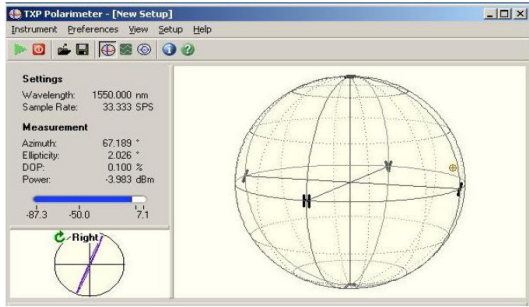 TXP Polarimeter - [New Setup]
Instrument Preferences View Setup Help
Settings
Wavelength: 1550.000 nm
Sample Rate: 33.333 SPS
Measurement
Azimuth: 67.189 °
Ellipticity: 2.026 °
DOP: 0.100 %
Power: -3.983 dBm
-87.3 -50.0 7.1
Right
H
V